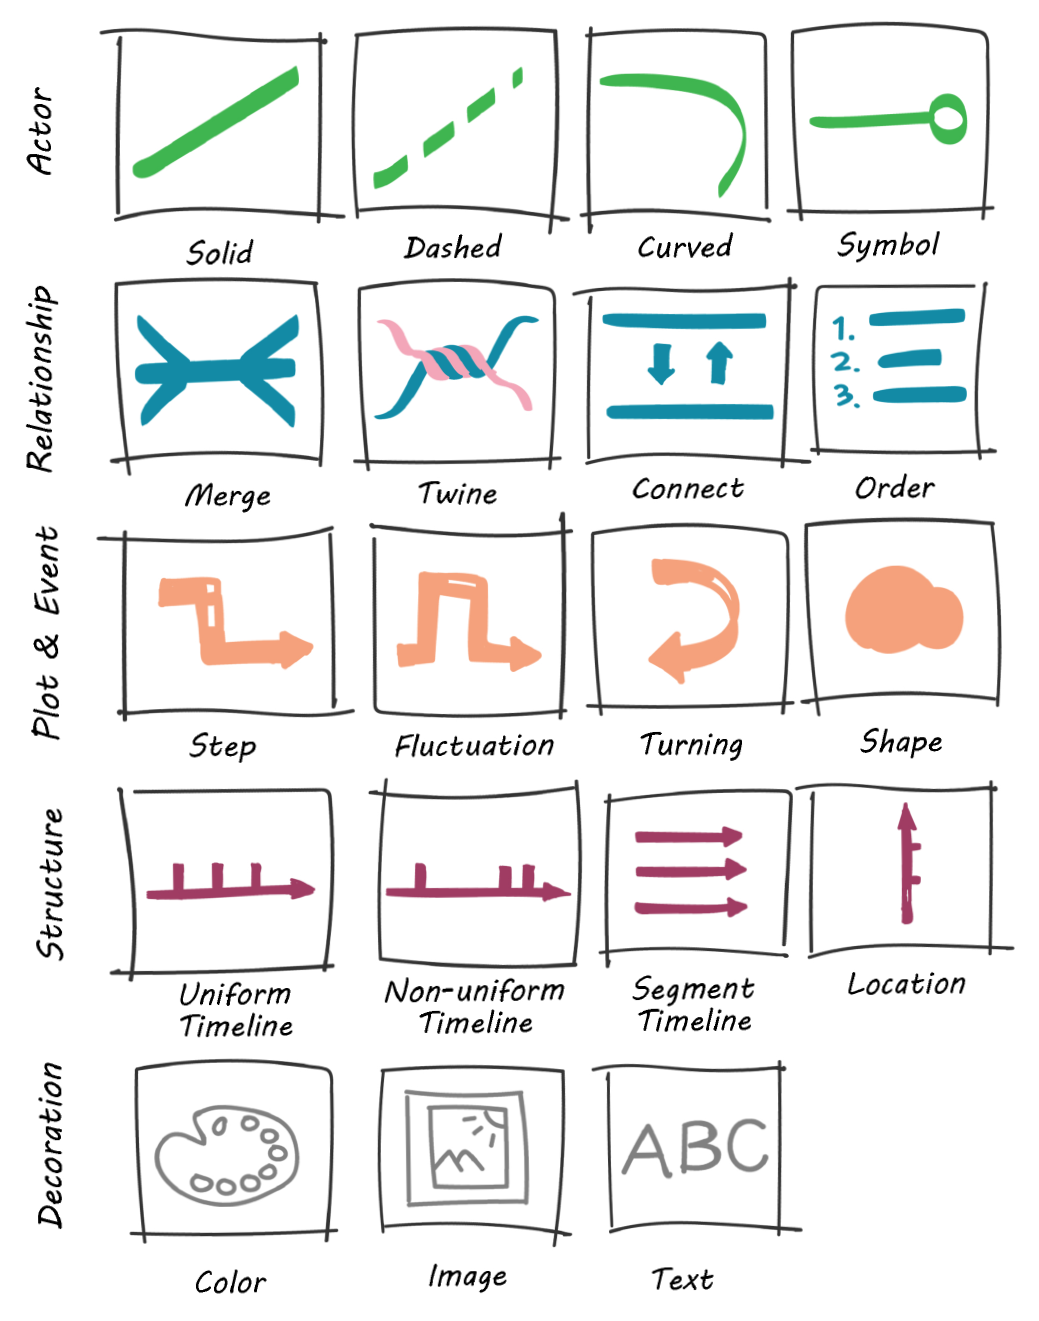 Actor
Solid
Dashed
Curved
Symbol
Relationship
1.
2.
3.
Merge
Twine
Connect
Order
Plot & Event
Step
Fluctuation
Turning
Shape
Structure
Uniform
Timeline
Non-uniform
Timeline
Segment
Timeline
Location
Decoration
ABC
Color
Image
Text